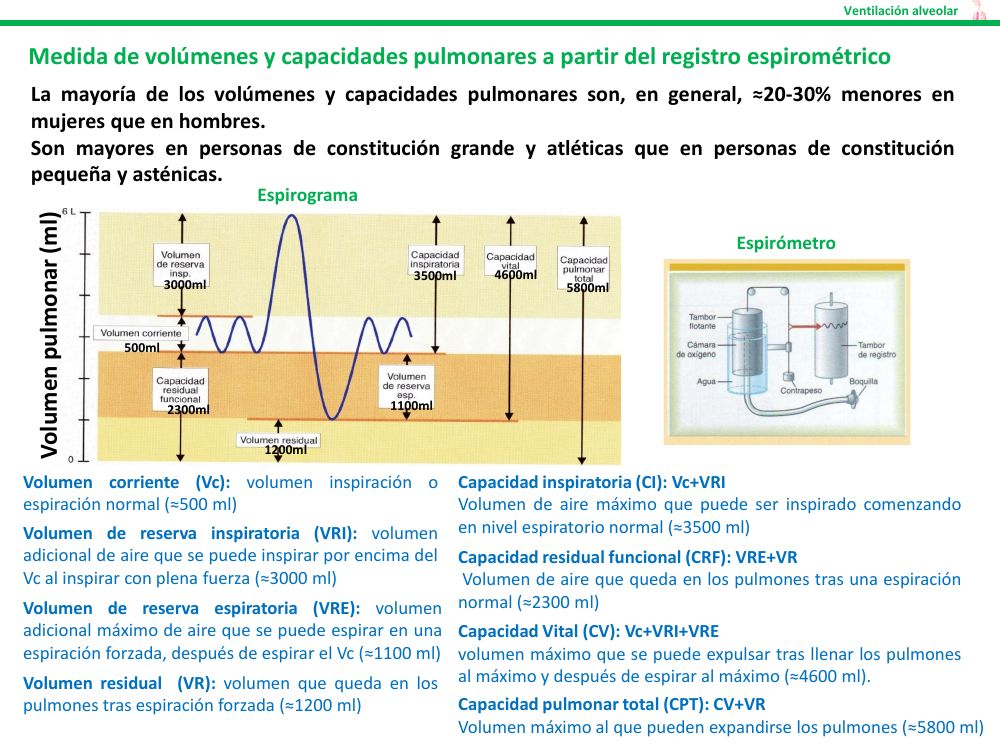 Ventilación alveolar
Medida de volúmenes y capacidades pulmonares a partir del registro espirométrico
La mayoría de los volúmenes y capacidades pulmonares son, en general, ≈20-30% menores en
mujeres que en hombres.
Son mayores en personas de constitución grande y atléticas que en personas de constitución
pequeña y asténicas.
Espirograma
Volumen pulmonar (ml)
6 L
0
Volumen
de reserva
insp.
3000ml
Volumen corriente
500ml
Capacidad
residual
funcional
2300ml
Volumen residual
1200ml
Capacidad
inspiratoria
3500ml
Volumen
de reserva
esp.
1100ml
Capacidad
vital
4600ml
Capacidad
pulmonar
total
5800ml
Espirómetro
Tambor
flotante
Cámara
de oxígeno
Agua
Tambor
de registro
Boquilla
Contrapeso
Volumen corriente (Vc): volumen inspiración o
espiración normal (≈500 ml)
Volumen de reserva inspiratoria (VRI): volumen
adicional de aire que se puede inspirar por encima del
Vc al inspirar con plena fuerza (≈3000 ml)
Volumen de reserva espiratoria (VRE): volumen
adicional máximo de aire que se puede espirar en una
espiración forzada, después de espirar el Vc (≈1100 ml)
Volumen residual (VR): volumen que queda en los
pulmones tras espiración forzada (≈1200 ml)
Capacidad inspiratoria (CI): Vc+VRI
Volumen de aire máximo que puede ser inspirado comenzando
en nivel espiratorio normal (≈3500 ml)
Capacidad residual funcional (CRF): VRE+VR
Volumen de aire que queda en los pulmones tras una espiración
normal (≈2300 ml)
Capacidad Vital (CV): Vc+VRI+VRE
volumen máximo que se puede expulsar tras llenar los pulmones
al máximo y después de espirar al máximo (≈4600 ml).
Capacidad pulmonar total (CPT): CV+VR
Volumen máximo al que pueden expandirse los pulmones (≈5800 ml)